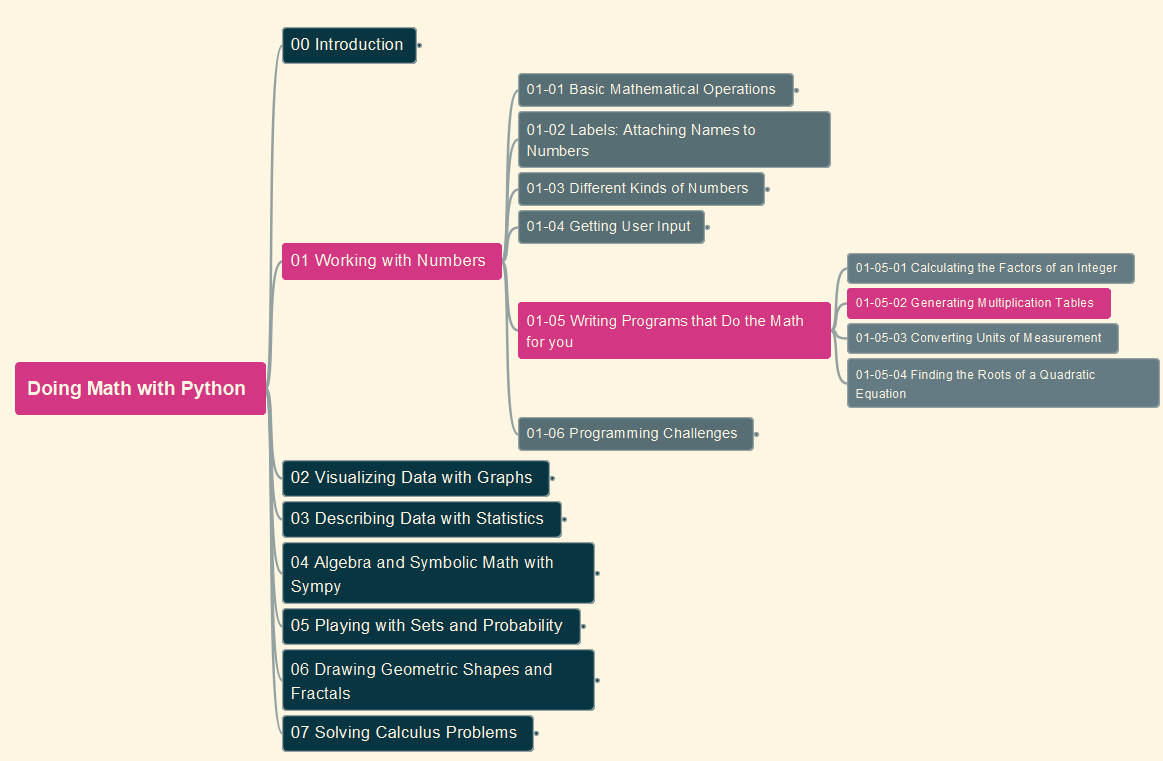 Doing Math with Python
00 Introduction
01 Working with Numbers
01-01 Basic Mathematical Operations
01-02 Labels: Attaching Names to
Numbers
01-03 Different Kinds of Numbers
01-04 Getting User Input
01-05 Writing Programs that Do the Math
for you
01-05-01 Calculating the Factors of an Integer
01-05-02 Generating Multiplication Tables
01-05-03 Converting Units of Measurement
01-05-04 Finding the Roots of a Quadratic
Equation
01-06 Programming Challenges
02 Visualizing Data with Graphs
03 Describing Data with Statistics
04 Algebra and Symbolic Math with
Sympy
05 Playing with Sets and Probability
06 Drawing Geometric Shapes and
Fractals
07 Solving Calculus Problems